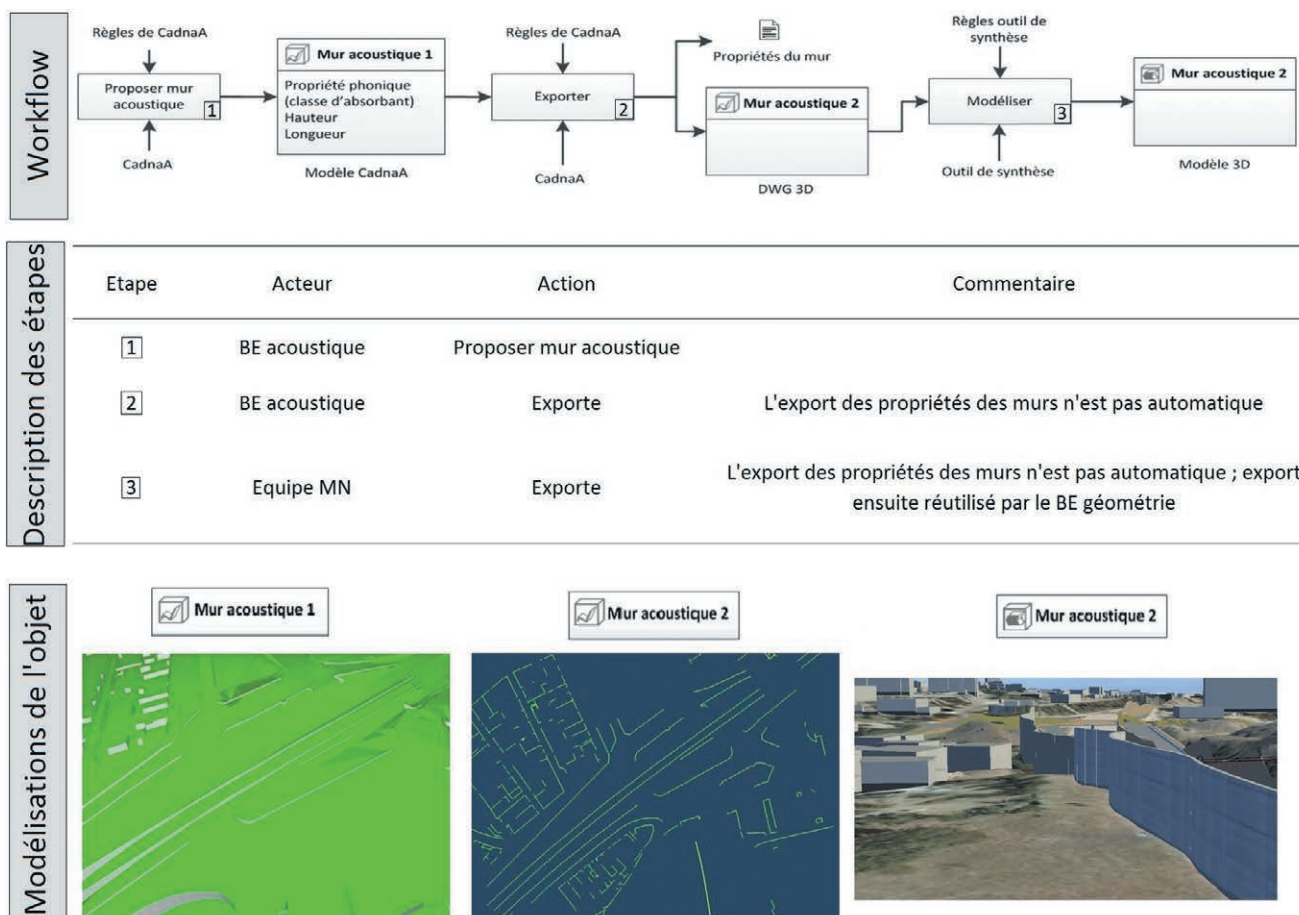 Workflow
Règles de CadnaA
Proposer mur
acoustique
1
CadnaA
Mur acoustique 1
Propriété phonique
(classe d'absorbant)
Hauteur
Longueur
Modèle CadnaA
Règles de CadnaA
Exporter
2
CadnaA
Propriétés du mur
Mur acoustique 2
DWG 3D
Règles outil de
synthèse
Modéliser
3
Outil de synthèse
Mur acoustique 2
Modèle 3D
Description des étapes
Etape Acteur Action Commentaire
1 BE acoustique Proposer mur acoustique
2 BE acoustique Exporte L'export des propriétés des murs n'est pas automatique
3 Equipe MN Exporte L'export des propriétés des murs n'est pas automatique ; export
ensuite réutilisé par le BE géométrie
Modélisations de l'objet
Mur acoustique 1
Mur acoustique 2
Mur acoustique 2